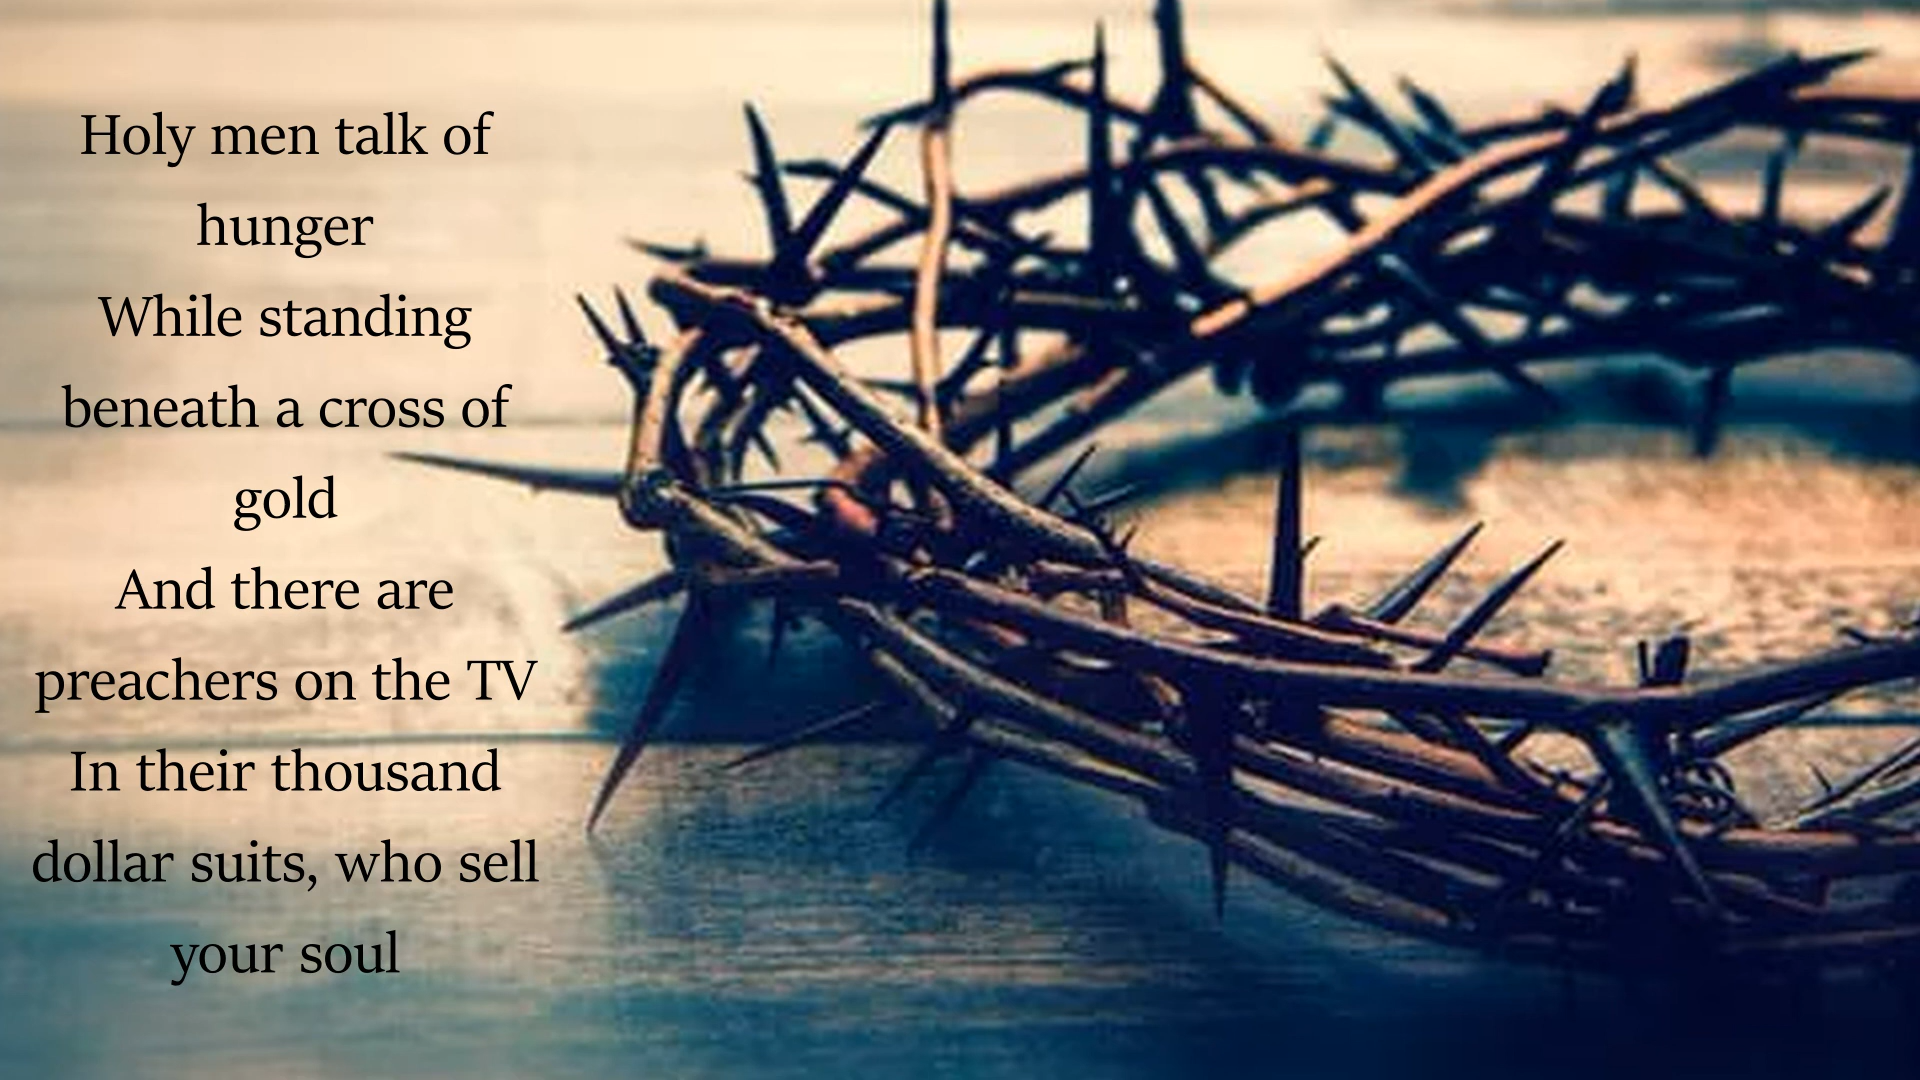 Holy men talk of
hunger
While standing
beneath a cross of
gold
And there are
preachers on the TV
In their thousand
dollar suits, who sell
your soul